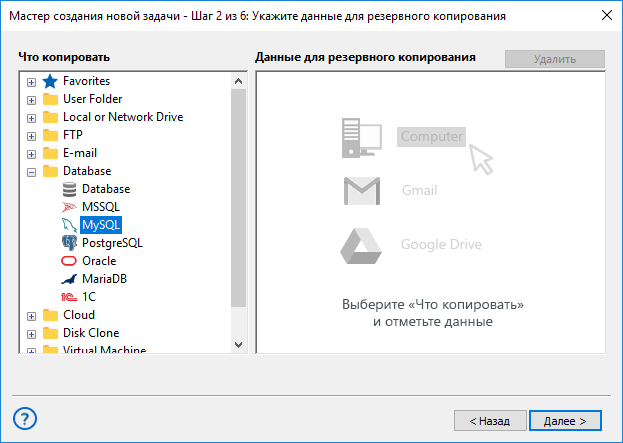 Мастер создания новой задачи - Шаг 2 из 6: Укажите данные для резервного копирования
Что копировать
Данные для резервного копирования
Удалить
Favorites
User Folder
Local or Network Drive
FTP
E-mail
Database
Database
MSSQL
MySQL
PostgreSQL
Oracle
MariaDB
1C
Cloud
Disk Clone
Virtual Machine
Computer
Gmail
Google Drive
Выберите «Что копировать»
и отметьте данные
?
< Назад
Далее >